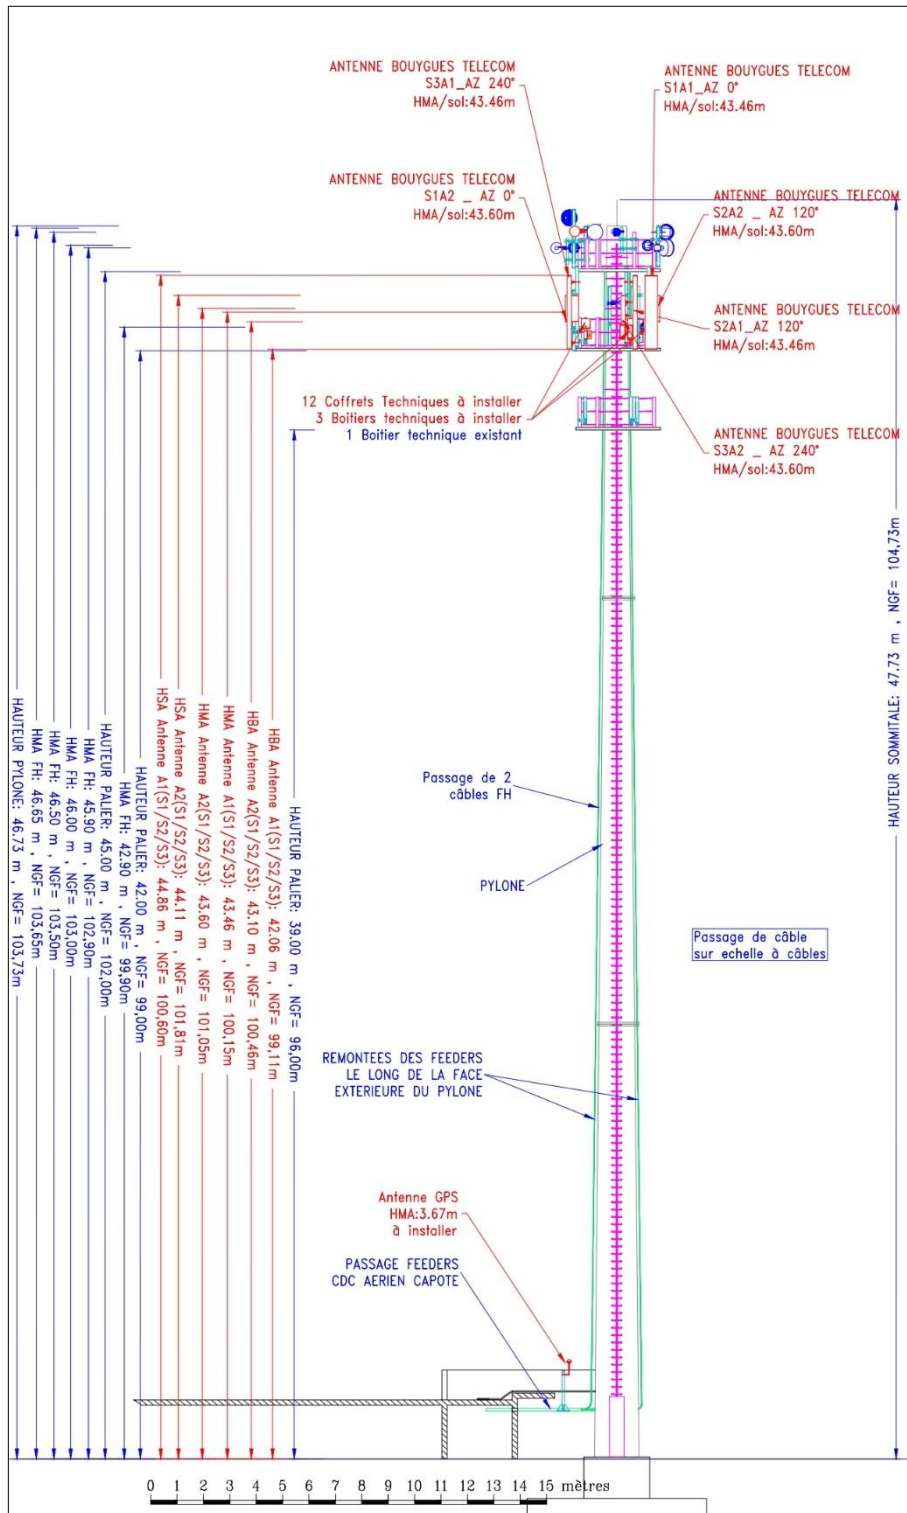 ANTENNE BOUYGUES TELECOM
S3A1_AZ 240°
HMA/sol:43.46m
ANTENNE BOUYGUES TELECOM
S1A1_AZ 0°
HMA/sol:43.46m
ANTENNE BOUYGUES TELECOM
S1A2 _ AZ 0°
HMA/sol:43.60m
ANTENNE BOUYGUES TELECOM
S2A2 _ AZ 120°
HMA/sol:43.60m
ANTENNE BOUYGUES TELECOM
S2A1_AZ 120°
HMA/sol:43.46m
12 Coffrets Techniques à installer
3 Boitiers techniques à installer
1 Boitier technique existant
ANTENNE BOUYGUES TELECOM
S3A2 _ AZ 240°
HMA/sol:43.60m
HAUTEUR PYLONE: 46.73 m , NGF= 103,73m
HMA FH: 46.65 m , NGF= 103,65m
HMA FH: 46.50 m , NGF= 103,50m
HMA FH: 46.00 m , NGF= 103,00m
HMA FH: 45.90 m , NGF= 102,90m
HAUTEUR PALIER: 45.00 m , NGF= 102,00m
HMA FH: 42.90 m , NGF= 99,90m
HAUTEUR PALIER: 42.00 m , NGF= 99,00m
HSA Antenne A1(S1/S2/S3): 44.86 m , NGF= 100,60m
HSA Antenne A2(S1/S2/S3): 44.11 m , NGF= 101,81m
HMA Antenne A2(S1/S2/S3): 43.60 m , NGF= 101,05m
HMA Antenne A1(S1/S2/S3): 43.46 m , NGF= 100,15m
HBA Antenne A2(S1/S2/S3): 43.10 m , NGF= 100,46m
HBA Antenne A1(S1/S2/S3): 42.06 m , NGF= 99,11m
HAUTEUR PALIER: 39.00 m , NGF= 96,00m
HAUTEUR SOMMITALE: 47.73 m , NGF= 104,73m
Passage de 2
câbles FH
PYLONE
Passage de câble
sur echelle à câbles
REMONTEES DES FEEDERS
LE LONG DE LA FACE
EXTERIEURE DU PYLONE
Antenne GPS
HMA:3.67m
à installer
PASSAGE FEEDERS
CDC AERIEN CAPOTE
0 1 2 3 4 5 6 7 8 9 10 11 12 13 14 15 mètres